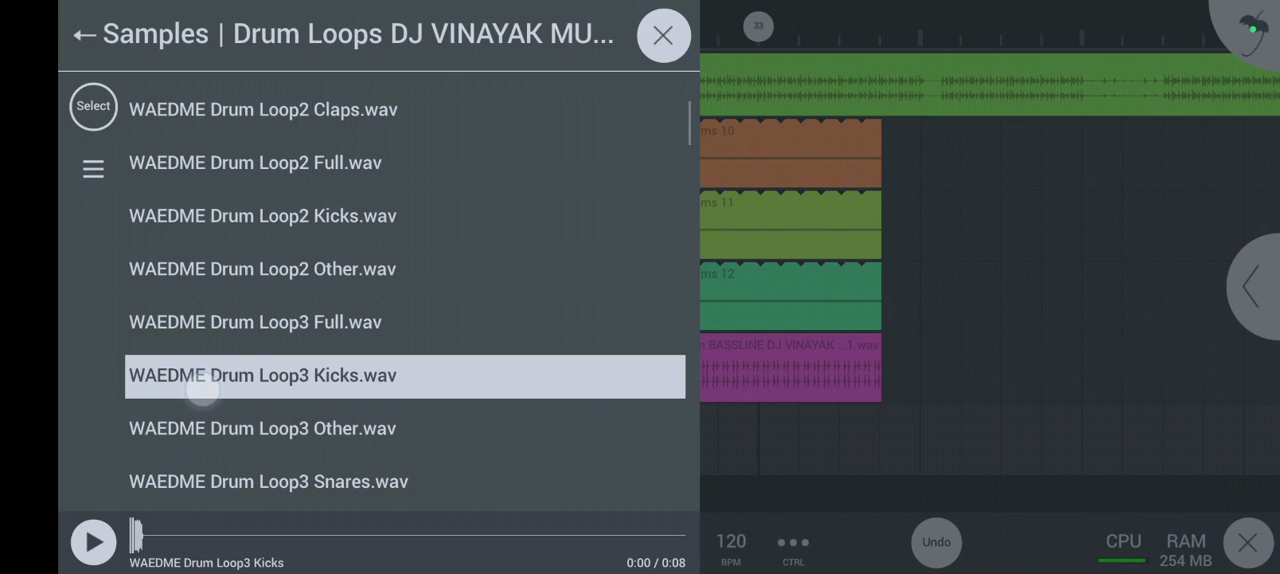 ← Samples | Drum Loops DJ VINAYAK MU...
Select
WAEDME Drum Loop2 Claps.wav
WAEDME Drum Loop2 Full.wav
WAEDME Drum Loop2 Kicks.wav
WAEDME Drum Loop2 Other.wav
WAEDME Drum Loop3 Full.wav
WAEDME Drum Loop3 Kicks.wav
WAEDME Drum Loop3 Other.wav
WAEDME Drum Loop3 Snares.wav
WAEDME Drum Loop3 Kicks
0:00 / 0:08
33
ms 10
ms 11
ms 12
m BASSLINE DJ VINAYAK ...1.wav
120
BPM
CTRL
Undo
CPU
RAM
254 MB